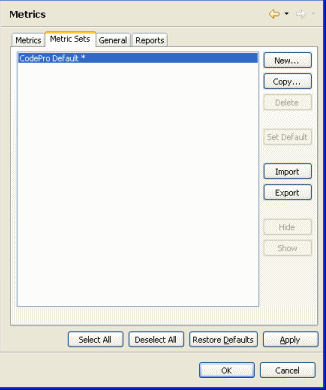 Metrics
Metrics Metric Sets General Reports
CodePro Default *
New...
Copy...
Delete
Set Default
Import
Export
Hide
Show
Select All Deselect All Restore Defaults Apply
OK Cancel